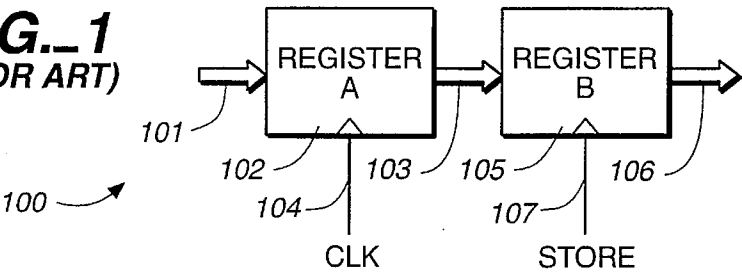 G._1
OR ART)
REGISTER
A
REGISTER
B
101
102
103
105
106
100
104
107
CLK
STORE